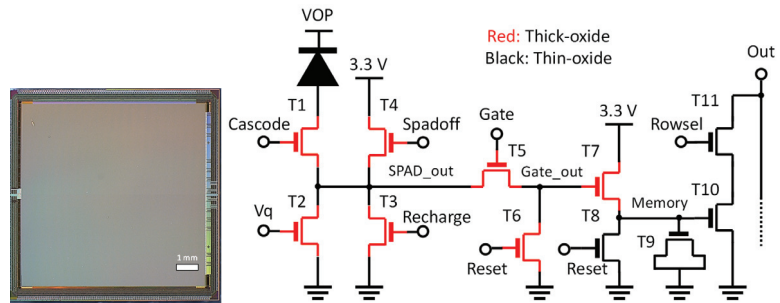 VOP
Red: Thick-oxide
Black: Thin-oxide
Out
3.3 V
T1
T4
Gate
T11
Cascode
Spadoff
3.3 V
Rowsel
T5
T7
SPAD_out
Gate_out
T2
T3
T6
T8
Memory
T10
Vq
Recharge
T9
Reset
Reset
1 mm